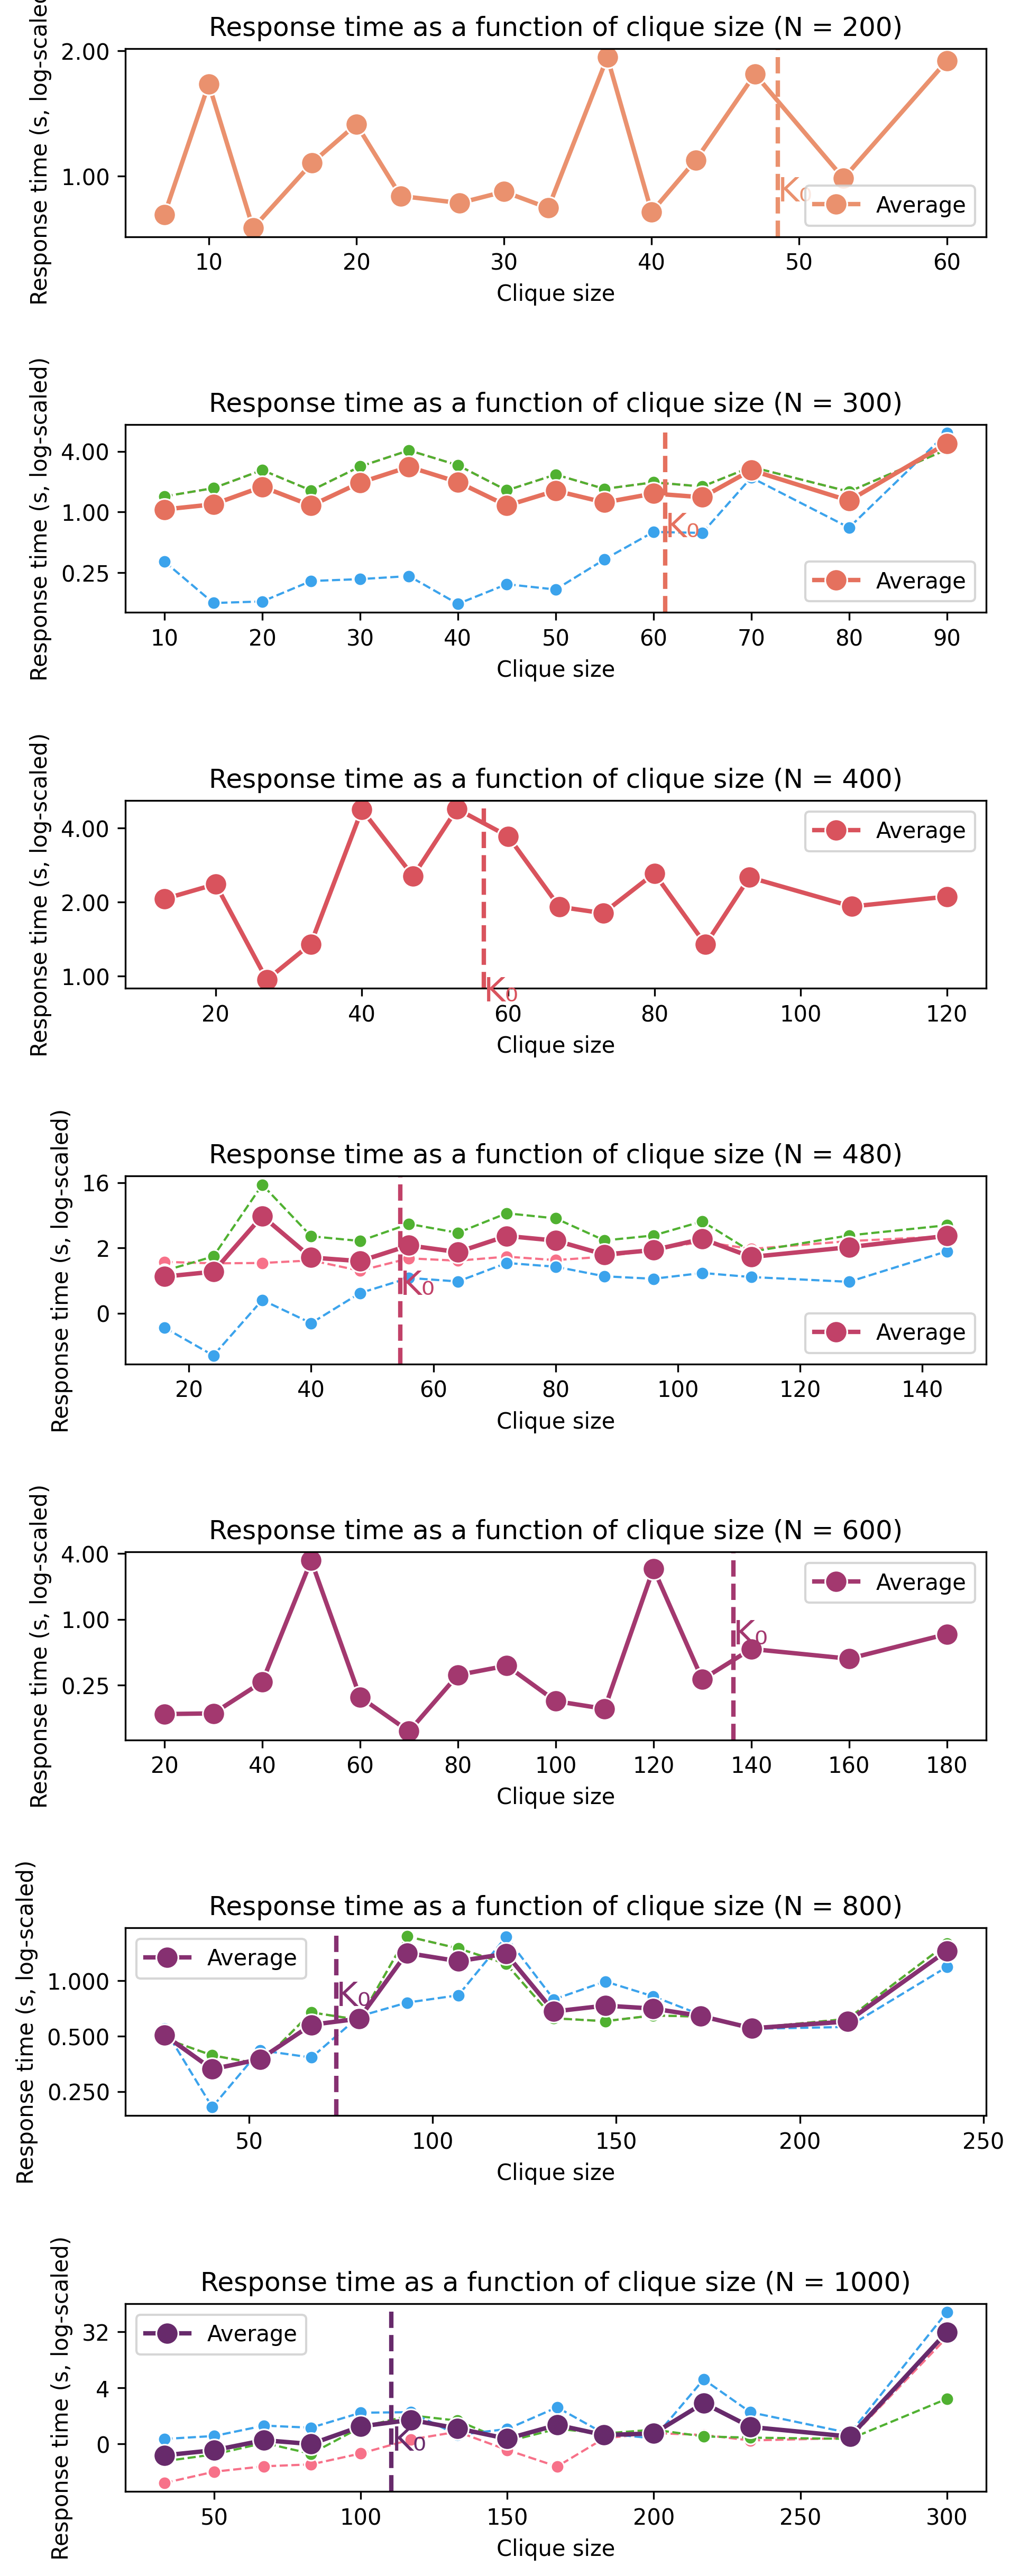 Response time as a function of clique size (N = 200)
Response time (s, log-scaled
2.00
1.00
K₀
Average
10 20 30 40 50 60
Clique size
Response time as a function of clique size (N = 300)
Response time (s, log-scaled)
4.00
1.00
0.25
K₀
Average
10 20 30 40 50 60 70 80 90
Clique size
Response time as a function of clique size (N = 400)
Response time (s, log-scaled)
4.00
2.00
1.00
Average
K₀
20 40 60 80 100 120
Clique size
Response time as a function of clique size (N = 480)
Response time (s, log-scaled)
16
2
0
K₀
Average
20 40 60 80 100 120 140
Clique size
Response time as a function of clique size (N = 600)
Response time (s, log-scaled)
4.00
1.00
0.25
Average
K₀
20 40 60 80 100 120 140 160 180
Clique size
Response time as a function of clique size (N = 800)
Response time (s, log-scaled)
Average
1.000
0.500
0.250
K₀
50 100 150 200 250
Clique size
Response time as a function of clique size (N = 1000)
Response time (s, log-scaled)
Average
32
4
0
K₀
50 100 150 200 250 300
Clique size